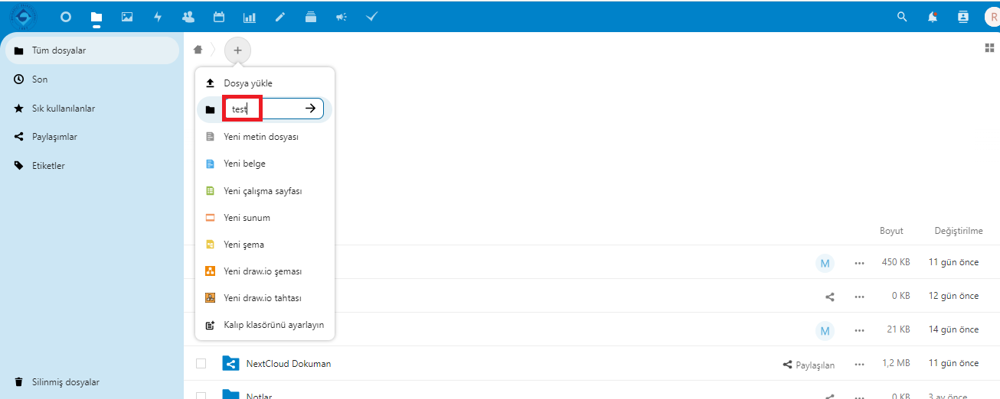 R
Tüm dosyalar
Son
Sık kullanılanlar
Paylaşımlar
Etiketler
Silinmiş dosyalar
+
Dosya yükle
test
Yeni metin dosyası
Yeni belge
Yeni çalışma sayfası
Yeni sunum
Yeni şema
Yeni draw.io şeması
Yeni draw.io tahtası
Kalıp klasörünü ayarlayın
Boyut Değiştirilme
M 450 KB 11 gün önce
0 KB 12 gün önce
M 21 KB 14 gün önce
NextCloud Dokuman Paylaşılan 1,2 MB 11 gün önce
Notlar 0 KB 3 ay önce